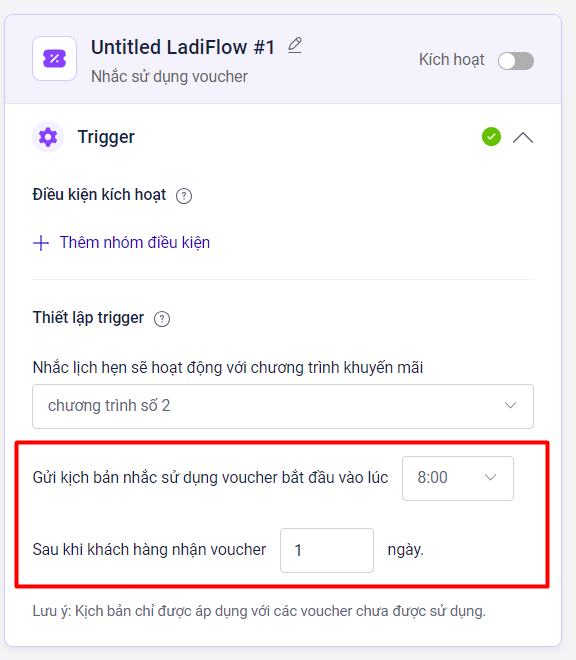 Untitled LadiFlow #1
Nhắc sử dụng voucher
Kích hoạt
Trigger
Điều kiện kích hoạt ?
+ Thêm nhóm điều kiện
Thiết lập trigger ?
Nhắc lịch hẹn sẽ hoạt động với chương trình khuyến mãi
chương trình số 2
Gửi kịch bản nhắc sử dụng voucher bắt đầu vào lúc 8:00
Sau khi khách hàng nhận voucher 1 ngày.
Lưu ý: Kịch bản chỉ được áp dụng với các voucher chưa được sử dụng.